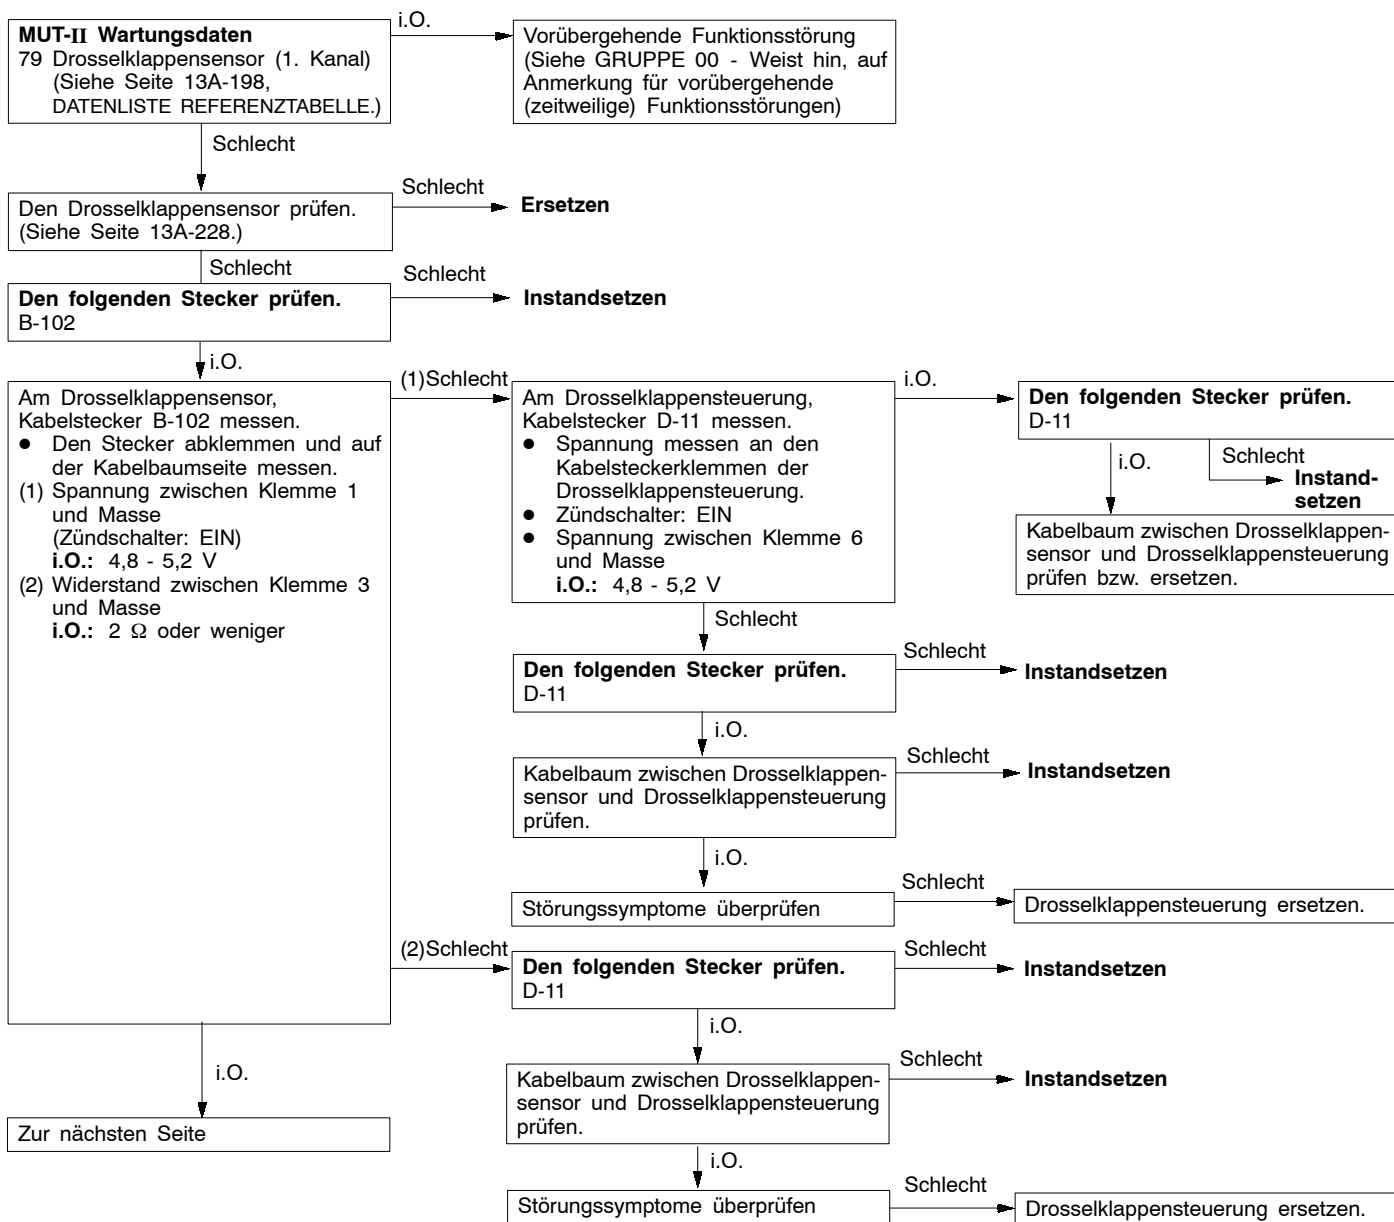 MUT-II Wartungsdaten
79 Drosselklappensensor (1. Kanal)
(Siehe Seite 13A-198,
DATENLISTE REFERENZTABELLE.)
i.O.
Vorübergehende Funktionsstörung
(Siehe GRUPPE 00 - Weist hin, auf
Anmerkung für vorübergehende
(zeitweilige) Funktionsstörungen)
Schlecht
Den Drosselklappensensor prüfen.
(Siehe Seite 13A-228.)
Schlecht
Ersetzen
Schlecht
Den folgenden Stecker prüfen.
B-102
Schlecht
Instandsetzen
i.O.
Am Drosselklappensensor,
Kabelstecker B-102 messen.
● Den Stecker abklemmen und auf
der Kabelbaumseite messen.
(1) Spannung zwischen Klemme 1
und Masse
(Zündschalter: EIN)
i.O.: 4,8 - 5,2 V
(2) Widerstand zwischen Klemme 3
und Masse
i.O.: 2 Ω oder weniger
(1)Schlecht
Am Drosselklappensteuerung,
Kabelstecker D-11 messen.
● Spannung messen an den
Kabelsteckerklemmen der
Drosselklappensteuerung.
● Zündschalter: EIN
● Spannung zwischen Klemme 6
und Masse
i.O.: 4,8 - 5,2 V
i.O.
Den folgenden Stecker prüfen.
D-11
i.O.
Schlecht
Instand-
setzen
Kabelbaum zwischen Drosselklappen-
sensor und Drosselklappensteuerung
prüfen bzw. ersetzen.
Schlecht
Den folgenden Stecker prüfen.
D-11
Schlecht
Instandsetzen
i.O.
Kabelbaum zwischen Drosselklappen-
sensor und Drosselklappensteuerung
prüfen.
Schlecht
Instandsetzen
i.O.
Störungssymptome überprüfen
Schlecht
Drosselklappensteuerung ersetzen.
(2)Schlecht
Den folgenden Stecker prüfen.
D-11
Schlecht
Instandsetzen
i.O.
Kabelbaum zwischen Drosselklappen-
sensor und Drosselklappensteuerung
prüfen.
Schlecht
Instandsetzen
i.O.
Störungssymptome überprüfen
Schlecht
Drosselklappensteuerung ersetzen.
i.O.
Zur nächsten Seite